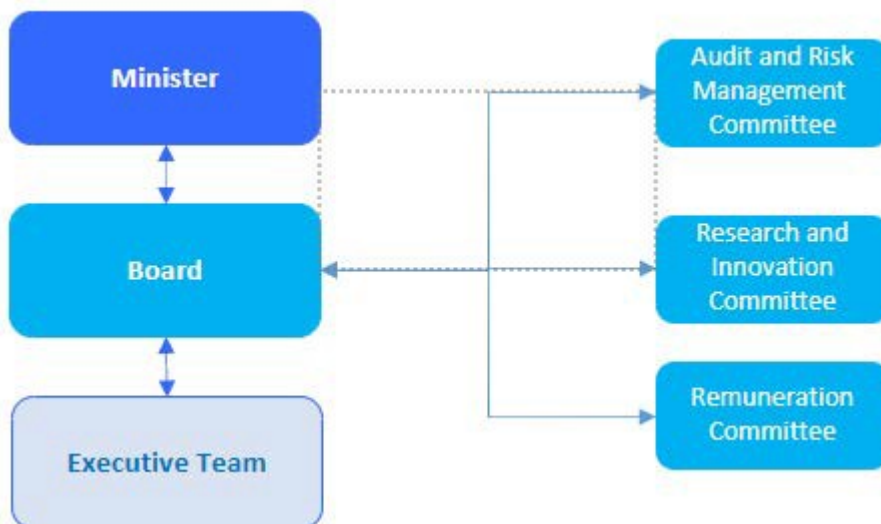 Minister
Board
Executive Team
Audit and Risk
Management
Committee
Research and
Innovation
Committee
Remuneration
Committee